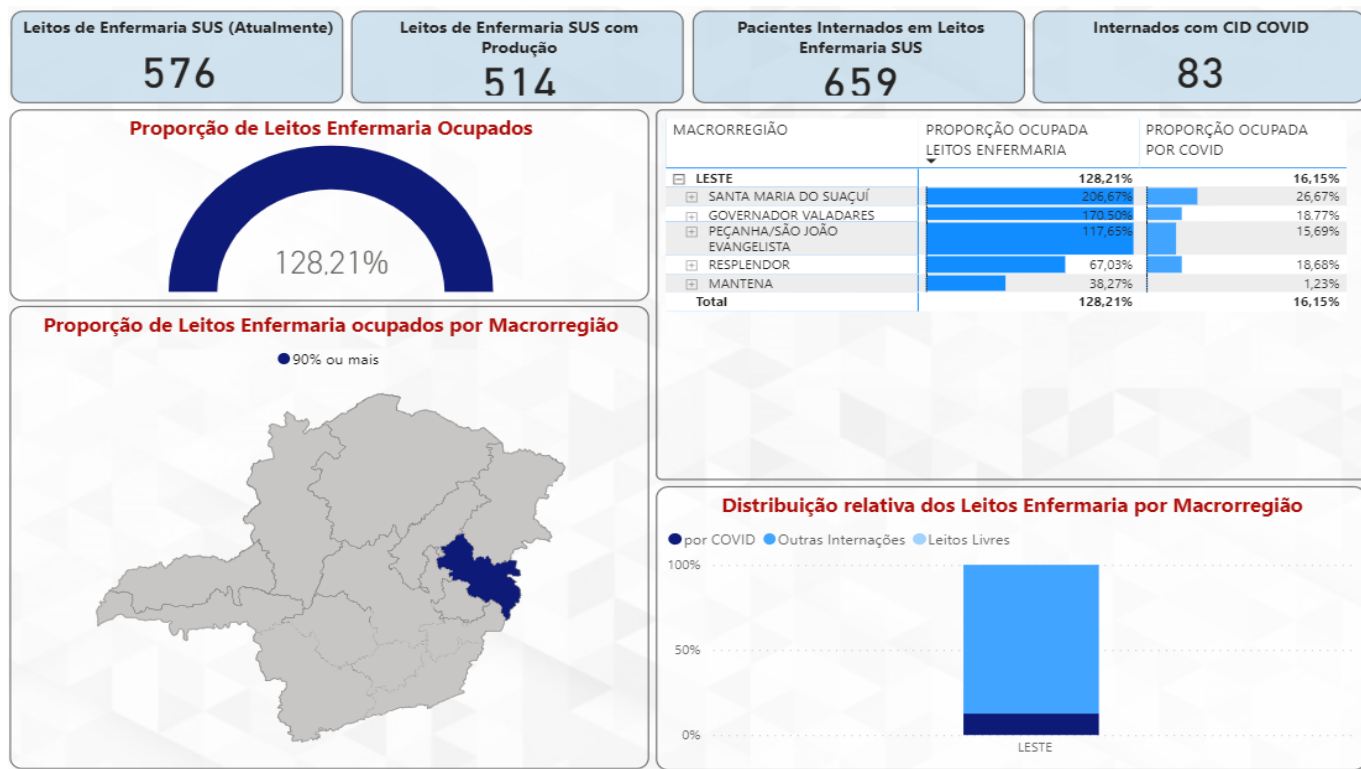 Leitos de Enfermaria SUS (Atualmente)
576
Leitos de Enfermaria SUS com
Produção
514
Pacientes Internados em Leitos
Enfermaria SUS
659
Internados com CID COVID
83
Proporção de Leitos Enfermaria Ocupados
128,21%
MACRORREGIÃO PROPORÇÃO OCUPADA PROPORÇÃO OCUPADA
LEITOS ENFERMARIA POR COVID
LESTE 128,21% 16,15%
SANTA MARIA DO SUAÇUÍ 206,67% 26,67%
GOVERNADOR VALADARES 170,50% 18,77%
PEÇANHA/SÃO JOÃO 117,65% 15,69%
EVANGELISTA
RESPLENDOR 67,03% 18,68%
MANTENA 38,27% 1,23%
Total 128,21% 16,15%
Proporção de Leitos Enfermaria ocupados por Macrorregião
90% ou mais
Distribuição relativa dos Leitos Enfermaria por Macrorregião
por COVID Outras Internações Leitos Livres
100%
50%
0%
LESTE